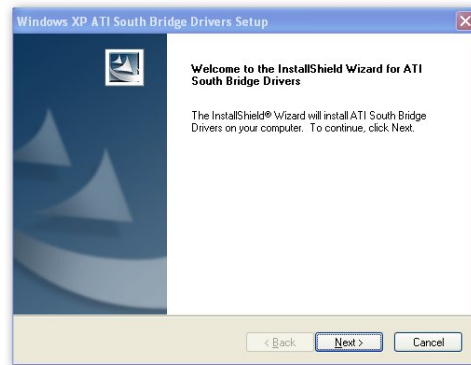 Windows XP ATI South Bridge Drivers Setup
Welcome to the InstallShield Wizard for ATI
South Bridge Drivers
The InstallShield® Wizard will install ATI South Bridge
Drivers on your computer. To continue, click Next.
< Back Next > Cancel